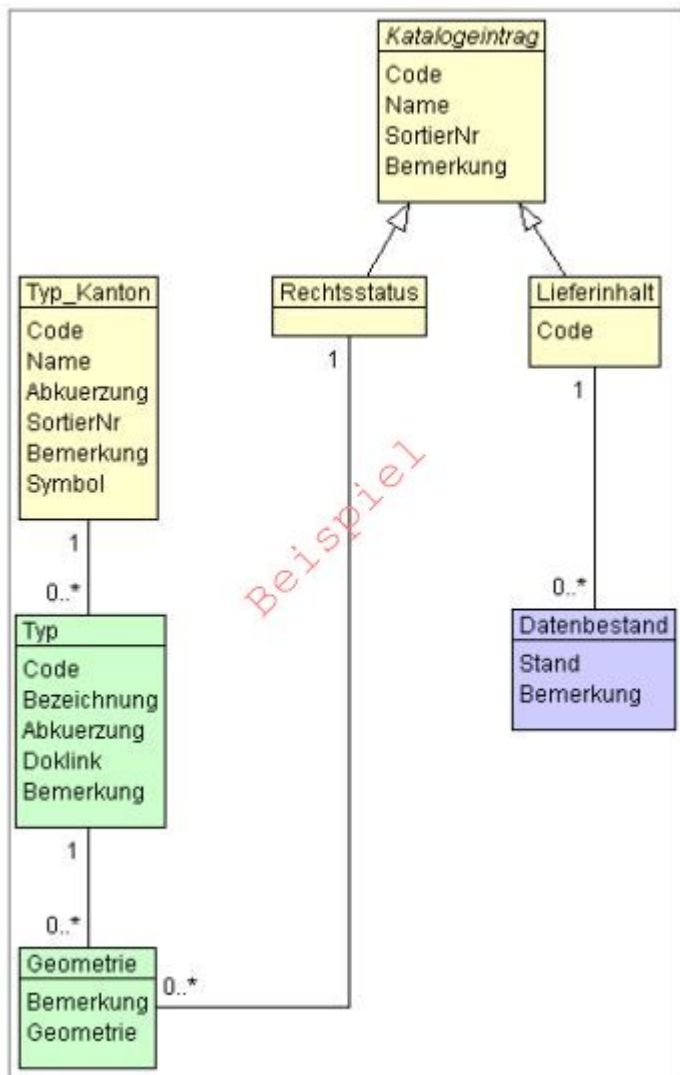 Katalogeintrag
Code
Name
SortierNr
Bemerkung
Typ_Kanton
Code
Name
Abkuerzung
SortierNr
Bemerkung
Symbol
Rechtsstatus
1
Lieferinhalt
Code
1
Beispiel
1
0..*
Typ
Code
Bezeichnung
Abkuerzung
Doklink
Bemerkung
0..*
Datenbestand
Stand
Bemerkung
1
0..*
Geometrie
Bemerkung
Geometrie
0..*